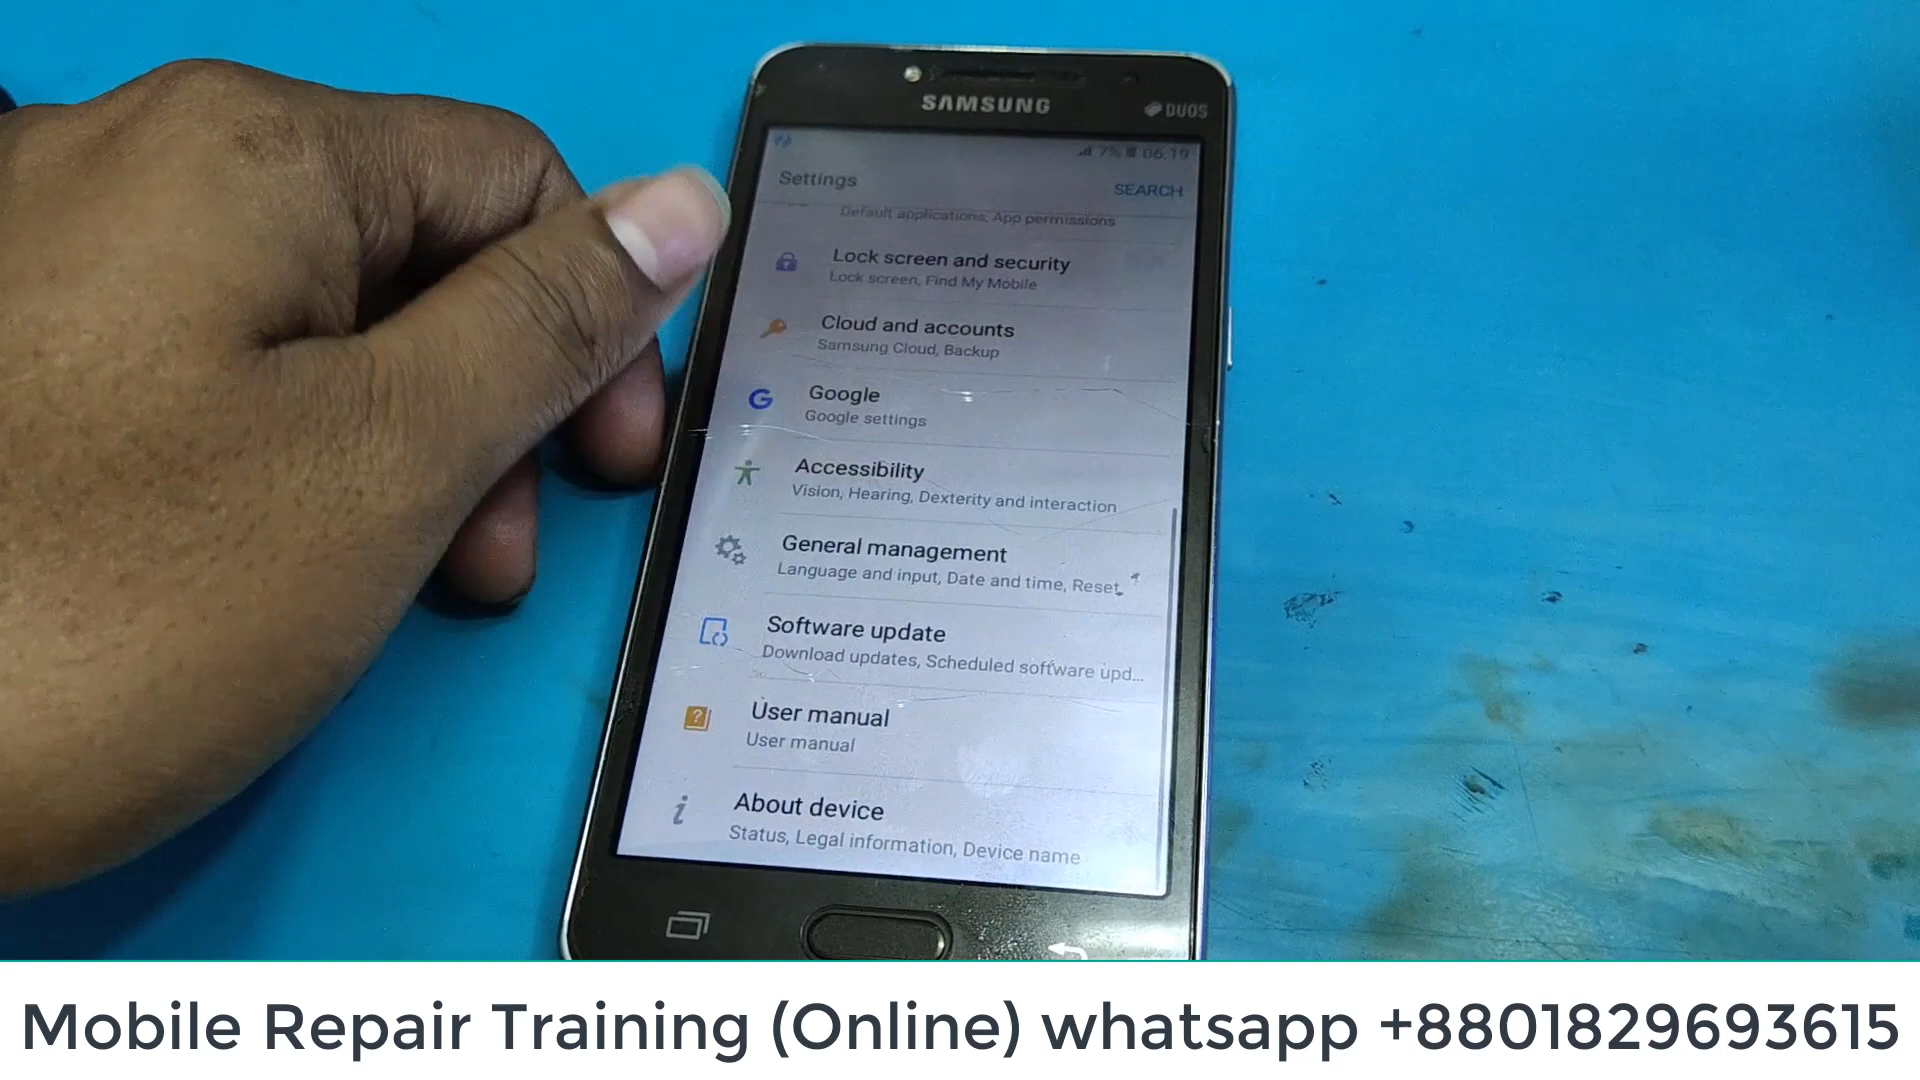 SAMSUNG
DUOS
7% 06:19
Settings
SEARCH
Default applications, App permissions
Lock screen and security
Lock screen, Find My Mobile
Cloud and accounts
Samsung Cloud, Backup
G
Google
Google settings
Accessibility
Vision, Hearing, Dexterity and interaction
General management
Language and input, Date and time, Reset
Software update
Download updates, Scheduled software upd...
?
User manual
User manual
i
About device
Status, Legal information, Device name
Mobile Repair Training (Online) whatsapp +8801829693615